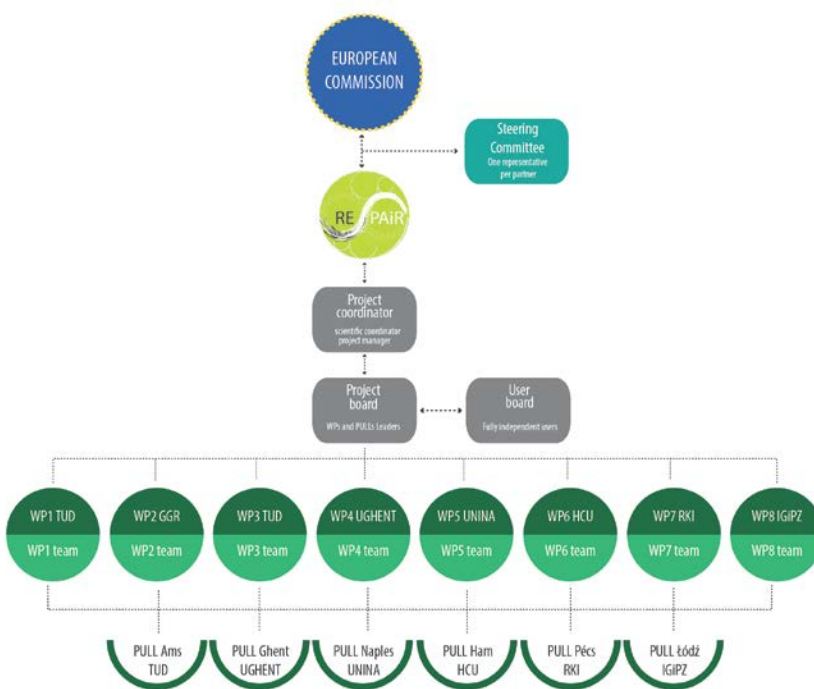 EUROPEAN
COMMISSION
Steering
Committee
One representative
per partner
RE PAiR
Project
coordinator
scientific coordinator
project manager
Project
board
WPs and PULLs Leaders
User
board
Fully independent users
WP1 TUD
WP1 team
WP2 GGR
WP2 team
WP3 TUD
WP3 team
WP4 UGHENT
WP4 team
WP5 UNINA
WP5 team
WP6 HCU
WP6 team
WP7 RKI
WP7 team
WP8 IGiPZ
WP8 team
PULL Ams
TUD
PULL Ghent
UGHENT
PULL Naples
UNINA
PULL Ham
HCU
PULL Pécs
RKI
PULL Łódź
IGiPZ